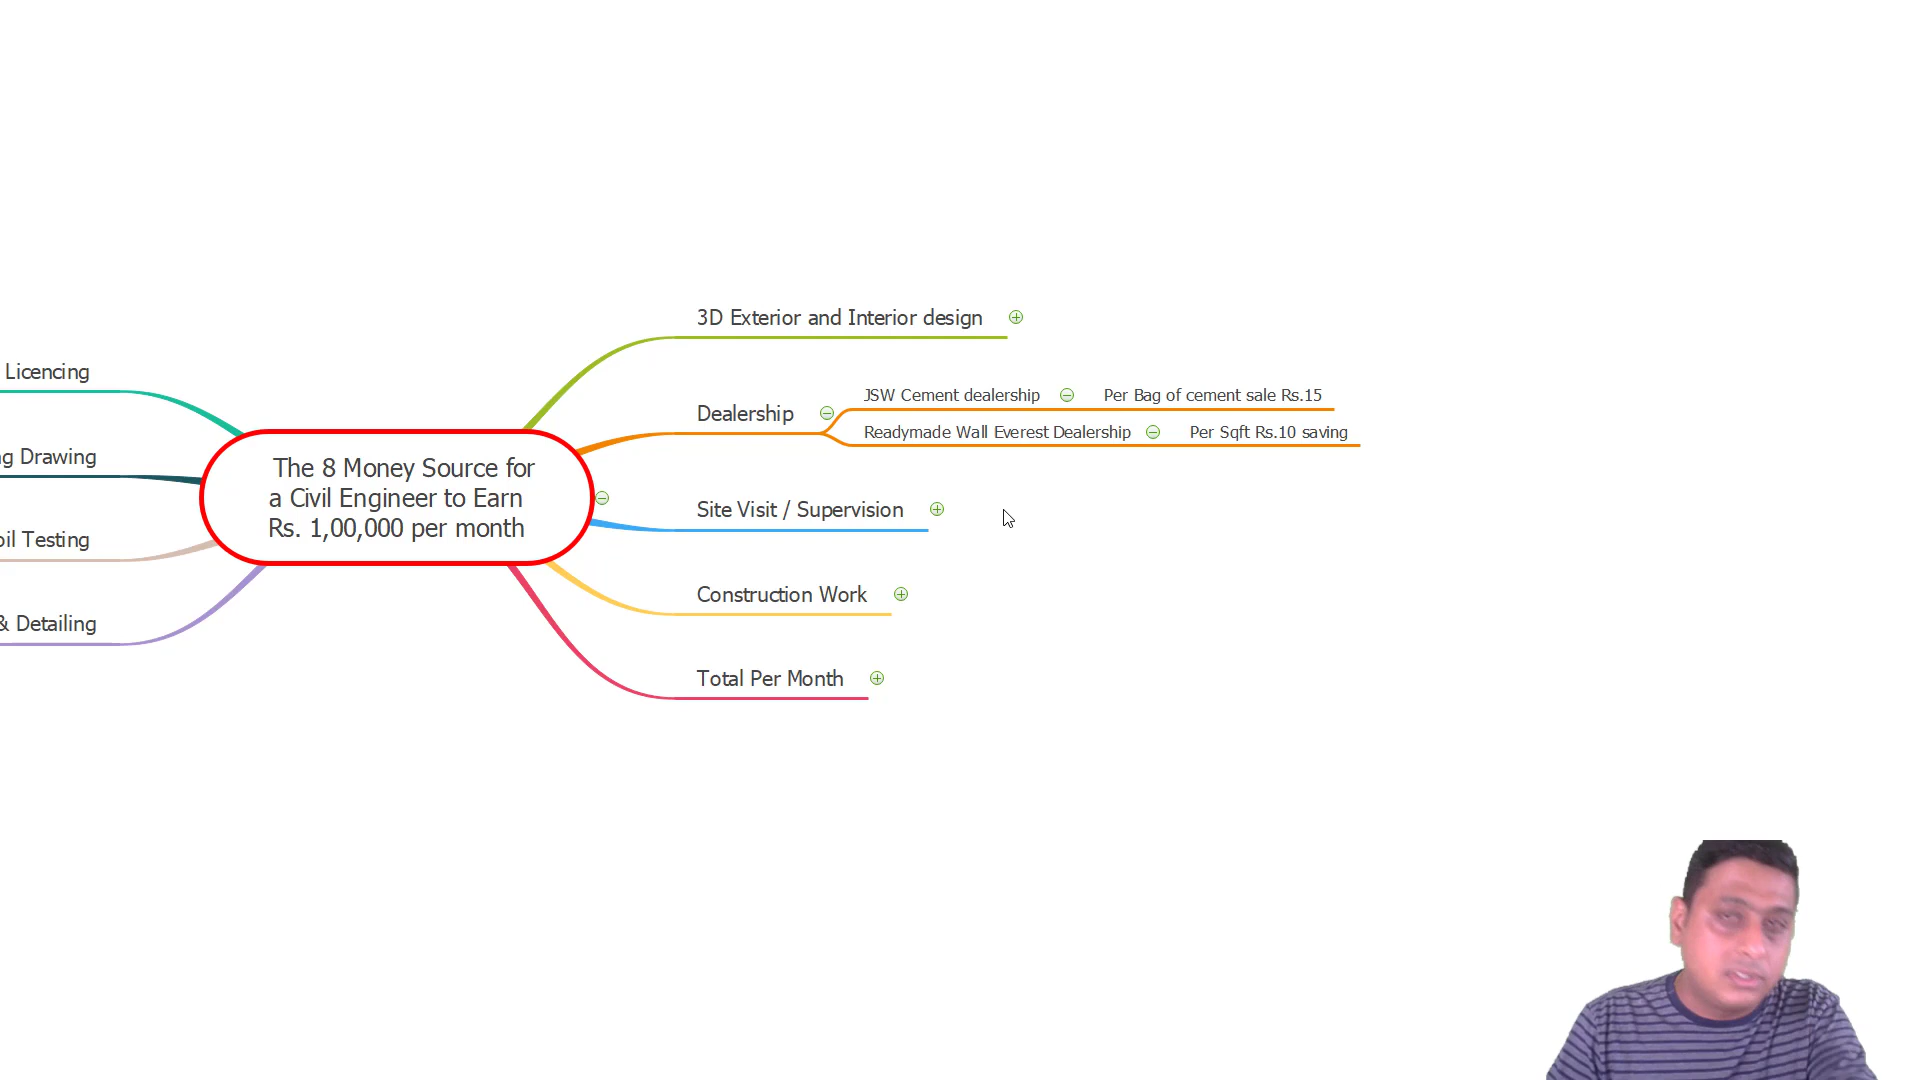 3D Exterior and Interior design
Licencing
JSW Cement dealership
Per Bag of cement sale Rs.15
Dealership
Readymade Wall Everest Dealership
Per Sqft Rs.10 saving
Drawing
The 8 Money Source for
a Civil Engineer to Earn
Rs. 1,00,000 per month
Site Visit / Supervision
Testing
Construction Work
& Detailing
Total Per Month